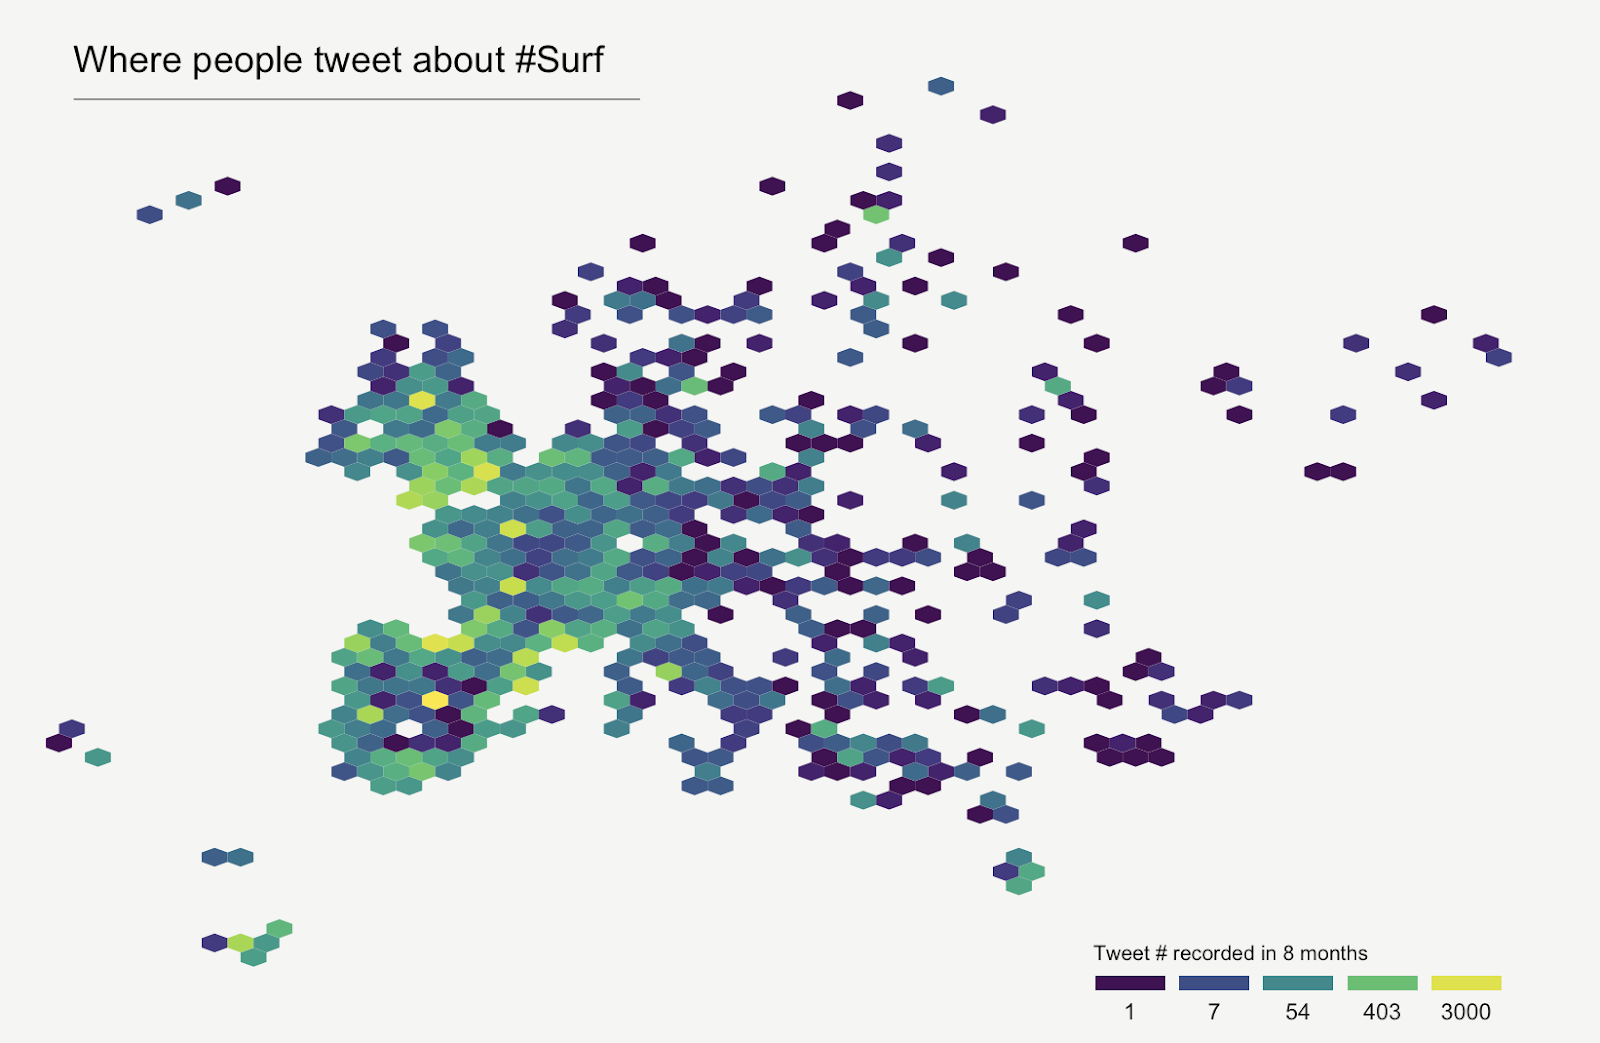 Where people tweet about #Surf
Tweet # recorded in 8 months
1 7 54 403 3000